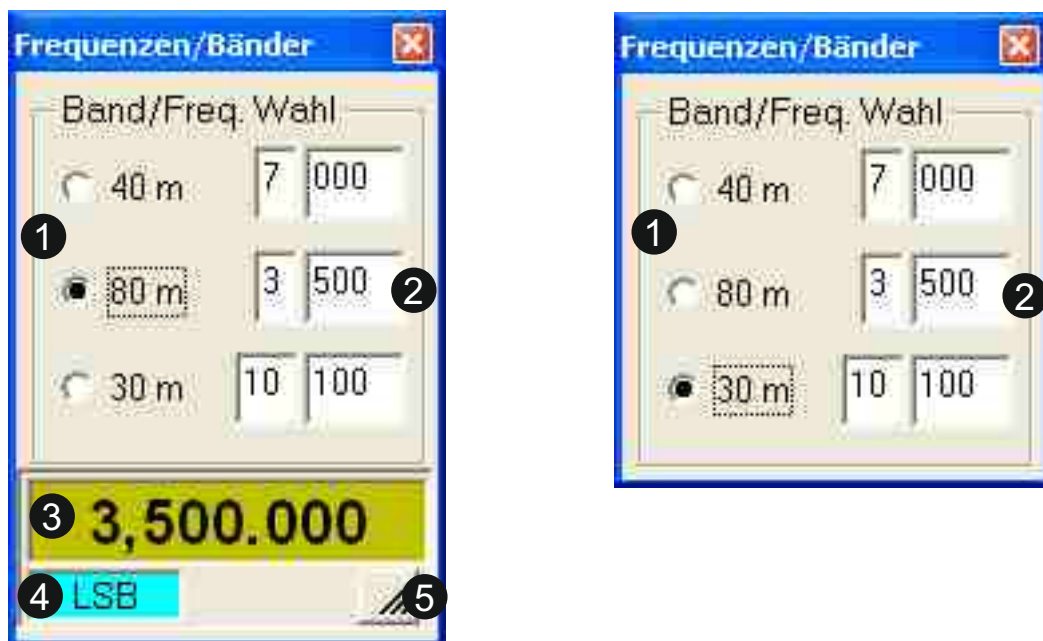 Frequenzen/Bänder
Band/Freq. Wahl
40 m 7 000
1
80 m 3 500 2
30 m 10 100
3 3,500.000
4 LSB 5
Frequenzen/Bänder
Band/Freq. Wahl
40 m 7 000
1
80 m 3 500 2
30 m 10 100